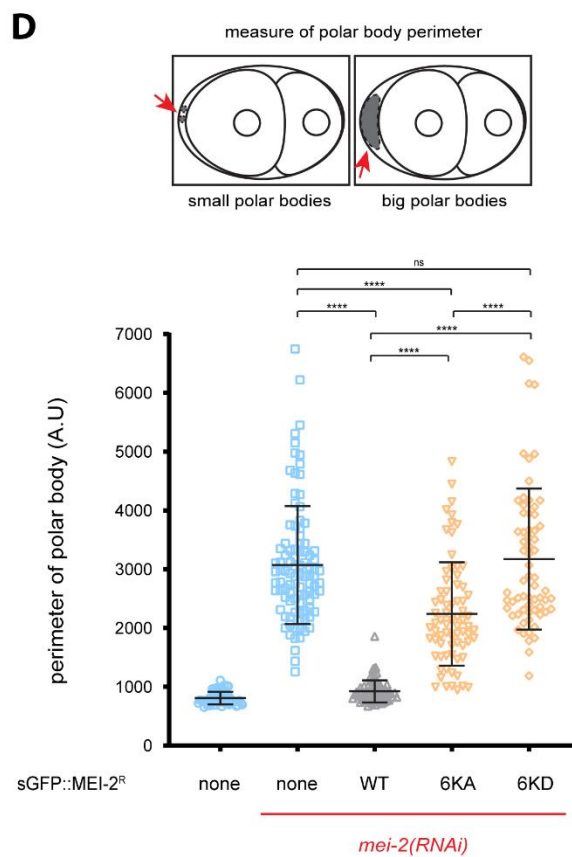 D
measure of polar body perimeter
small polar bodies
big polar bodies
ns
****
**** ****
****
****
7000
6000
5000
4000
3000
2000
1000
0
perimeter of polar body (A.U)
sGFP::MEI-2ᴿ none none WT 6KA 6KD
mei-2(RNAi)